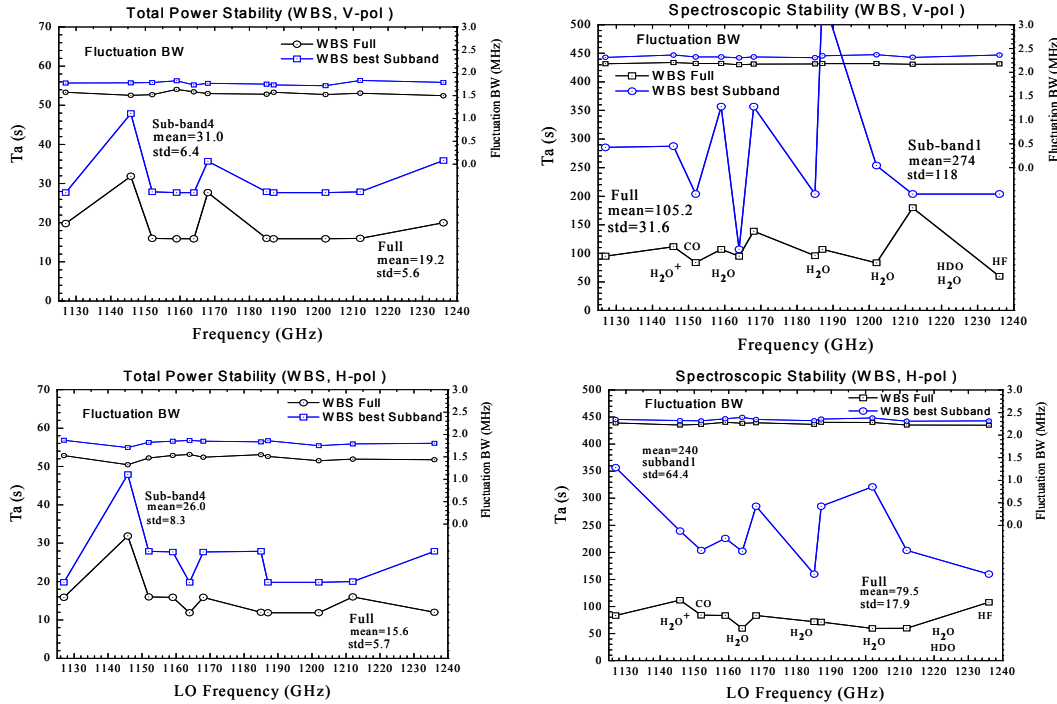 Total Power Stability (WBS, V-pol )
Fluctuation BW
WBS Full
WBS best Subband
Sub-band4
mean=31.0
std=6.4
Full
mean=19.2
std=5.6
70
60
50
40
30
20
10
0
Ta (s)
3.0
2.5
2.0
1.5
1.0
0.5
0.0
Fluctuation BW (MHz)
1130 1140 1150 1160 1170 1180 1190 1200 1210 1220 1230 1240
Frequency (GHz)
Spectroscopic Stability (WBS, V-pol )
Fluctuation BW
WBS Full
WBS best Subband
Sub-band1
mean=274
std=118
Full
mean=105.2
std=31.6
CO
H₂O⁺
H₂O
H₂O
H₂O
HDO
H₂O
HF
500
450
400
350
300
250
200
150
100
50
0
Ta (s)
3.0
2.5
2.0
1.5
1.0
0.5
0.0
Fluctuation BW (MHz)
1130 1140 1150 1160 1170 1180 1190 1200 1210 1220 1230 1240
Frequency (GHz)
Total Power Stability (WBS, H-pol )
Fluctuation BW
WBS Full
WBS best Subband
Sub-band4
mean=26.0
std=8.3
Full
mean=15.6
std=5.7
70
60
50
40
30
20
10
0
Ta (s)
3.0
2.5
2.0
1.5
1.0
0.5
0.0
Fluctuation BW (MHz)
1130 1140 1150 1160 1170 1180 1190 1200 1210 1220 1230 1240
LO Frequency (GHz)
Spectroscopic Stability (WBS, H-pol )
Fluctuation BW
WBS Full
WBS best Subband
mean=240
subband1
std=64.4
Full
mean=79.5
std=17.9
CO
H₂O⁺
H₂O
H₂O
H₂O
H₂O
HDO
HF
500
450
400
350
300
250
200
150
100
50
0
Ta (s)
3.0
2.5
2.0
1.5
1.0
0.5
0.0
Fluctuation BW (MHz)
1130 1140 1150 1160 1170 1180 1190 1200 1210 1220 1230 1240
LO Frequency (GHz)